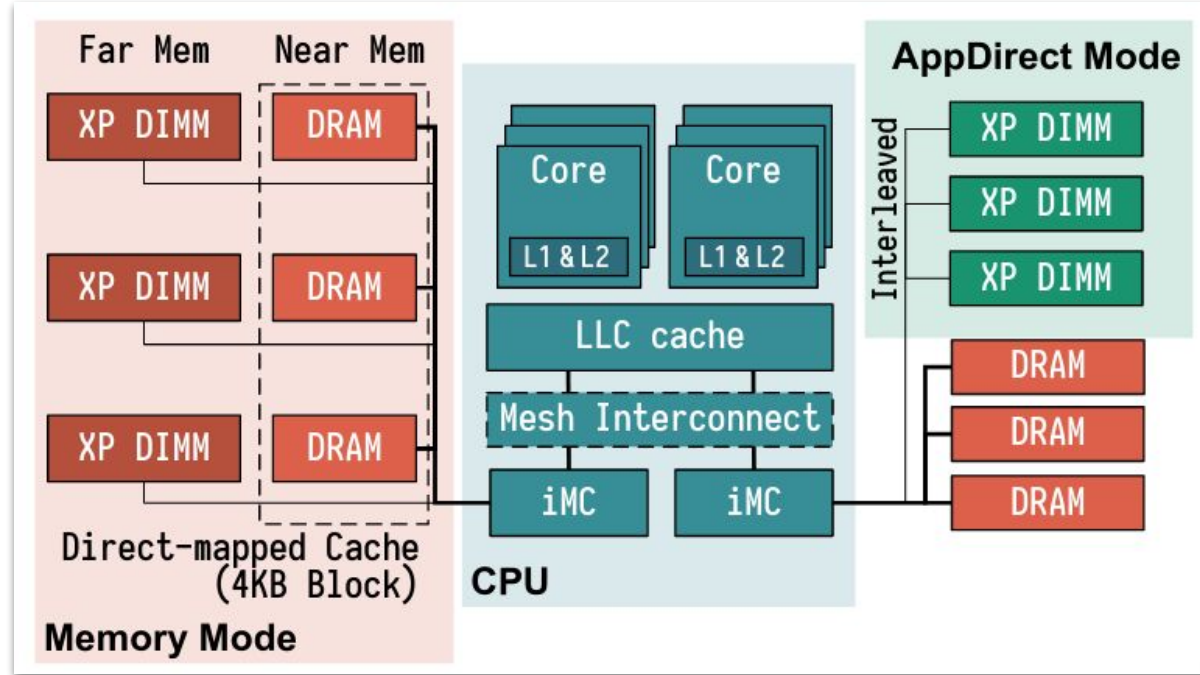 Far Mem
Near Mem
XP DIMM
DRAM
XP DIMM
DRAM
XP DIMM
DRAM
Direct-mapped Cache
(4KB Block)
Memory Mode
Core
L1 & L2
Core
L1 & L2
LLC cache
Mesh Interconnect
iMC
iMC
CPU
AppDirect Mode
Interleaved
XP DIMM
XP DIMM
XP DIMM
DRAM
DRAM
DRAM